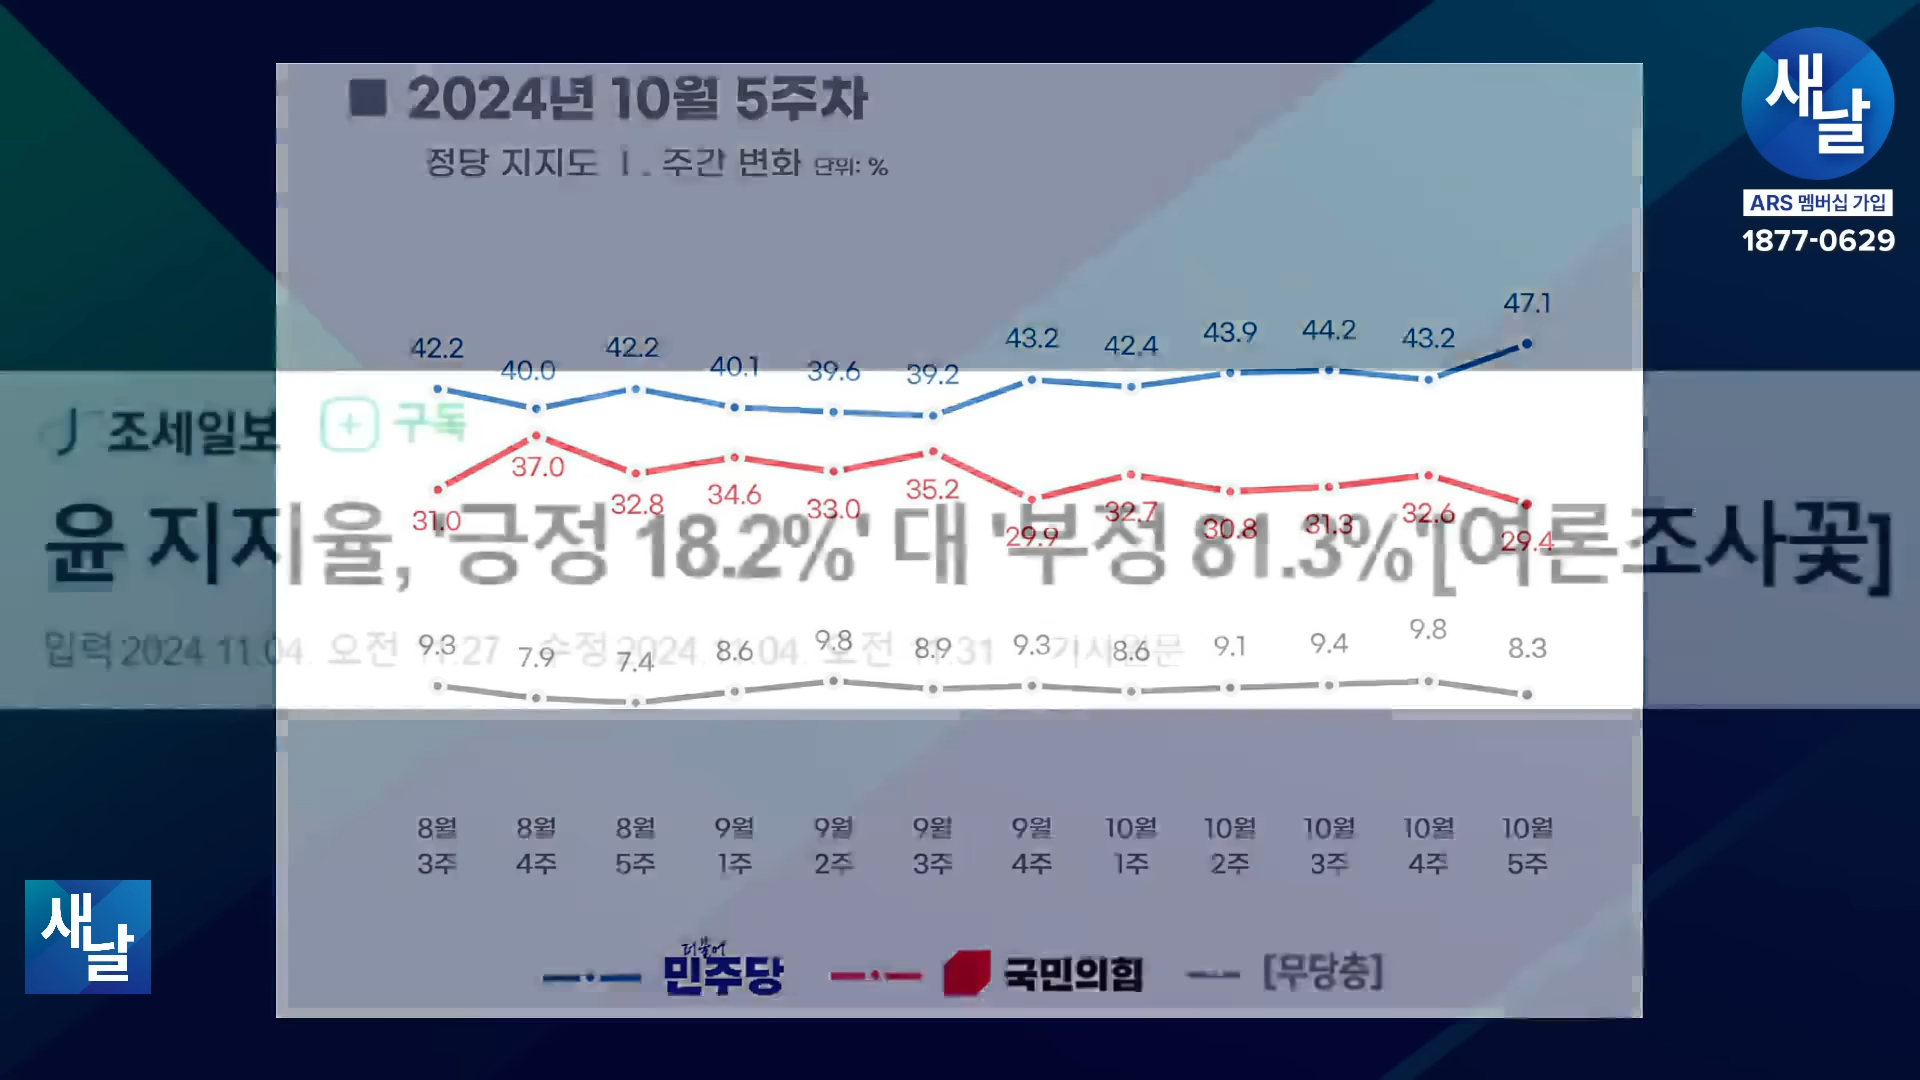 새날
ARS 멤버십 가입
1877-0629
■ 2024년 10월 5주차
정당 지지도 Ⅰ. 주간 변화 단위: %
42.2 40.0 42.2 40.1 39.6 39.2 43.2 42.4 43.9 44.2 43.2 47.1
조세일보 구독
31.0 37.0 32.8 34.6 33.0 35.2 29.9 32.7 30.8 31.3 32.6 29.4
윤 지지율, '긍정 18.2%' 대 '부정 81.3%' [여론조사꽃]
입력 2024.11.04. 오전 11:27 수정 2024.11.04. 오전 11:31 기사원문
9.3 7.9 7.4 8.6 9.8 8.9 9.3 8.6 9.1 9.4 9.8 8.3
8월 8월 8월 9월 9월 9월 9월 10월 10월 10월 10월 10월
3주 4주 5주 1주 2주 3주 4주 1주 2주 3주 4주 5주
더불어
민주당 국민의힘 [무당층]
새날